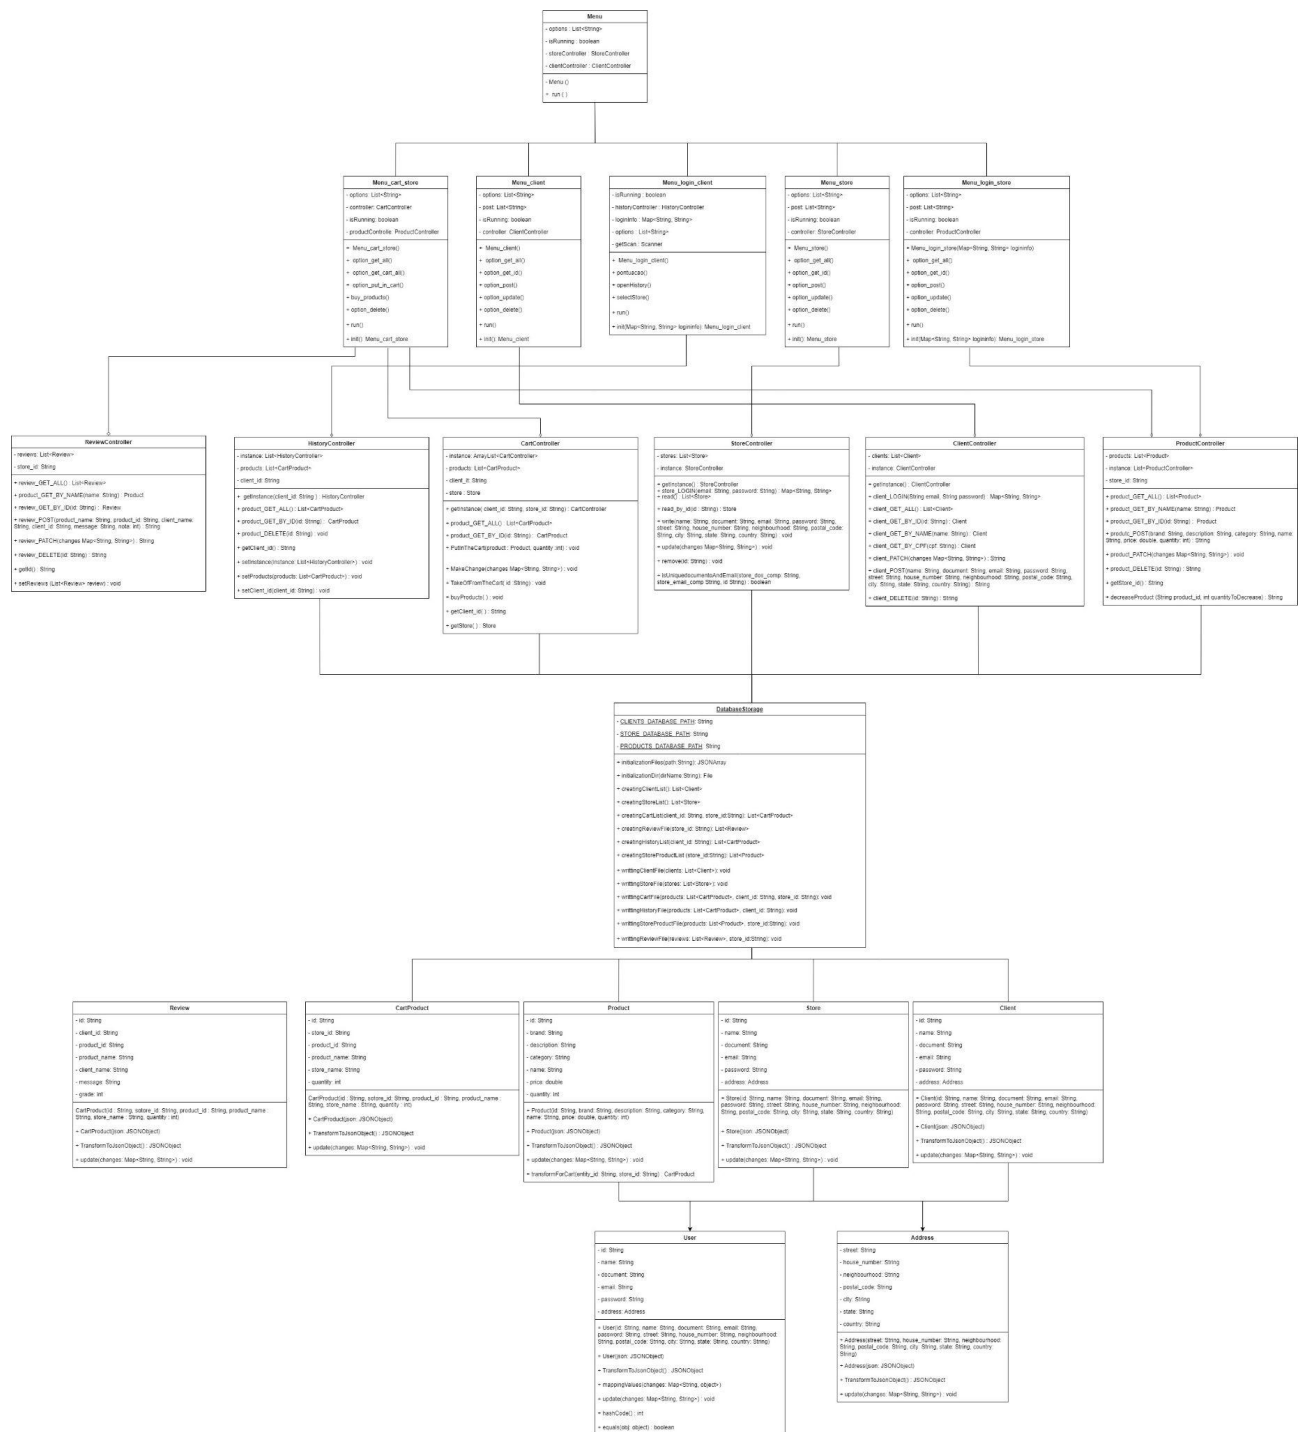 Menu
- options : List<String>
- isRunning : boolean
- storeController : StoreController
- clientController : ClientController
- Menu ()
+ run ( )
Menu_cart_store
- options: List<String>
- controller: CartController
- isRunning: boolean
- productControlle: ProductController
+ Menu_cart_store()
+ option_get_all()
+ option_get_cart_all()
+ option_put_in_cart()
+ buy_products()
+ option_delete()
+ run()
+ init(): Menu_cart_store
Menu_client
- options: List<String>
- post: List<String>
- isRunning: boolean
- controller: ClientController
+ Menu_client()
+ option_get_all()
+ option_get_id()
+ option_post()
+ option_update()
+ option_delete()
+ run()
+ init(): Menu_client
Menu_login_client
- isRunning : boolean
- historyController : HistoryController
- loginInfo : Map<String, String>
- options : List<String>
- getScan : Scanner
+ Menu_login_client()
+ pontuacao()
+ openHistory()
+ selectStore()
+ run()
+ init(Map<String, String> logininfo): Menu_login_client
Menu_store
- options: List<String>
- post: List<String>
- isRunning: boolean
- controller: StoreController
+ Menu_store()
+ option_get_all()
+ option_get_id()
+ option_post()
+ option_update()
+ option_delete()
+ run()
+ init(): Menu_store
Menu_login_store
- options: List<String>
- post: List<String>
- isRunning: boolean
- controller: ProductController
+ Menu_login_store(Map<String, String> logininfo)
+ option_get_all()
+ option_get_id()
+ option_post()
+ option_update()
+ option_delete()
+ run()
+ init(Map<String, String> logininfo): Menu_login_store
ReviewController
- reviews: List<Review>
- store_id: String
+ review_GET_ALL() : List<Review>
+ product_GET_BY_NAME(name: String) : Product
+ review_GET_BY_ID(id: String) : Review
+ review_POST(product_name: String, product_id: String, client_name:
String, client_id: String, message: String, nota: int) : String
+ review_PATCH(changes Map<String, String>) : String
+ review_DELETE(id: String) : String
+ getId() : String
+ setReviews (List<Review> review) : void
HistoryController
- instance: List<HistoryController>
- products: List<CartProduct>
- client_id: String
+ getInstance(client_id: String ) : HistoryController
+ product_GET_ALL() : List<CartProduct>
+ product_GET_BY_ID(id: String) : CartProduct
+ product_DELETE(id: String) : void
+ getClient_id() : String
+ setInstance(instance: List<HistoryController>) : void
+ setProducts(products: List<CartProduct>) : void
+ setClient_id(client_id: String) : void
CartController
- instance: ArrayList<CartController>
- products: List<CartProduct>
- client_it: String
- store : Store
+ getInstance( client_id: String, store_id: String) : CartController
+ product_GET_ALL() : List<CartProduct>
+ product_GET_BY_ID( id: String) : CartProduct
+ PutInTheCart(product : Product, quantity int) : void
+ MakeChange(changes Map<String, String>) : void
+ TakeOfFromTheCart( id: String)
+ buyProducts( ) : void
+ getClient_id( ) : String
+ getStore( ) : Store
StoreController
- stores: List<Store>
- instance: StoreController
+ getInstance() : StoreController
+ store_LOGIN(email: String, password: String) : Map<String, String>
+ read() : List<Store>
+ read_by_id(id : String) : Store
+ write(name: String, document: String, email: String, password: String,
street: String, house_number: String, neighbourhood: String, postal_code:
String, city: String, state: String, country: String) : void
+ update(changes Map<String, String>) : void
+ remove(id: String) : void
+ isUniquedocumentoAndEmail(store_dox_comp: String,
store_email_comp String, id String) : boolean
ClientController
- clients: List<Client>
- instance: ClientController
+ getInstance() : ClientController
+ client_LOGIN(String email, String password) : Map<String, String>
+ client_GET_ALL() : List<Client>
+ client_GET_BY_ID(id: String) : Client
+ client_GET_BY_NAME(name: String) : Client
+ client_GET_BY_CPF(cpf: String) : Client
+ client_PATCH(changes Map<String, String>) : String
+ client_POST(name: String, document: String, email: String, password: String,
street: String, house_number: String, neighbourhood: String, postal_code: String,
city: String, state: String, country: String) : String
+ client_DELETE(id: String) : String
ProductController
- products: List<Product>
- instance: List<ProductController>
- store_id: String
+ product_GET_ALL() : List<Product>
+ product_GET_BY_NAME(name: String) : Product
+ product_GET_BY_ID(id: String) : Product
+ produtc_POST(brand: String, description: String, category: String, name:
String, price: double, quantity: int) : String
+ product_PATCH(changes Map<String, String>) : void
+ product_DELETE(id: String) : String
+ getStore_id() : String
+ decreaseProduct (String product_id, int quantityToDecrease) : String
DatabaseStorage
- CLIENTS_DATABASE_PATH: String
- STORE_DATABASE_PATH: String
- PRODUCTS_DATABASE_PATH: String
+ initializationFiles(path String): JSONArray
+ initializationDir(dirName String): File
+ creatingClientList(): List<Client>
+ creatingStoreList(): List<Store>
+ creatingCartList(client_id: String, store_id:String): List<CartProduct>
+ creatingReviewFile(store_id: String): List<Review>
+ creatingHistoryList(client_id: String): List<CartProduct>
+ creatingStoreProductList (store_id:String): List<Product>
+ writtingClientFile(clients: List<Client>): void
+ writtingStoreFile(stores: List<Store>): void
+ writtingCartFile(products: List<CartProduct>, client_id: String, store_id: String): void
+ writtingHistoryFile(products: List<CartProduct>, client_id: String): void
+ writtingStoreProductFile(products: List<Product>, store_id:String): void
+ writtingReviewFile(reviews: List<Review>, store_id:String): void
Review
- id: String
- client_id: String
- product_id: String
- product_name: String
- client_name: String
- message: String
- grade: int
CartProduct(id : String, sotore_id: String, product_id : String, product_name
: String, store_name : String, quantity : int)
+ CartProduct(json: JSONObject)
+ TransformToJsonObject() : JSONObject
+ update(changes: Map<String, String>) : void
CartProduct
- id: String
- store_id: String
- product_id: String
- product_name: String
- store_name: String
- quantity: int
CartProduct(id : String, sotore_id: String, product_id : String, product_name :
String, store_name : String, quantity : int)
+ CartProduct(json: JSONObject)
+ TransformToJsonObject() : JSONObject
+ update(changes: Map<String, String>) : void
Product
- id: String
- brand: String
- description: String
- category: String
- name: String
- price: double
- quantity: int
+ Product(id: String, brand: String, description: String, category: String,
name: String, price: double, quantity: int)
+ Product(json: JSONObject)
+ TransformToJsonObject() : JSONObject
+ update(changes: Map<String, String>) : void
+ transformForCart(entity_id: String, store_id: String) : CartProduct
Store
- id: String
- name: String
- document: String
- email: String
- password: String
- address: Address
+ Store(id: String, name: String, document: String, email: String,
password: String, street: String, house_number: String, neighbourhood:
String, postal_code: String, city: String, state: String, country: String)
+ Store(json: JSONObject)
+ TransformToJsonObject() : JSONObject
+ update(changes: Map<String, String>) : void
Client
- id: String
- name: String
- document: String
- email: String
- password: String
- address: Address
+ Client(id: String, name: String, document: String, email: String,
password: String, street: String, house_number: String, neighbourhood:
String, postal_code: String, city: String, state: String, country: String)
+ Client(json: JSONObject)
+ TransformToJsonObject() : JSONObject
+ update(changes: Map<String, String>) : void
User
- id: String
- name: String
- document: String
- email: String
- password: String
- address: Address
+ User(id: String, name: String, document: String, email: String,
password: String, street: String, house_number: String, neighbourhood:
String, postal_code: String, city: String, state: String, country: String)
+ User(json: JSONObject)
+ TransformToJsonObject() : JSONObject
+ mappingValues(changes: Map<String, object>)
+ update(changes: Map<String, String>) : void
+ hashCode() : int
+ equals(obj: object) : boolean
Address
- street: String
- house_number: String
- neighbourhood: String
- postal_code: String
- city: String
- state: String
- country: String
+ Address(street: String, house_number: String, neighbourhood:
String, postal_code: String, city: String, state: String, country:
String)
+ Address(json: JSONObject)
+ TransformToJsonObject() : JSONObject
+ update(changes: Map<String, String>) : void